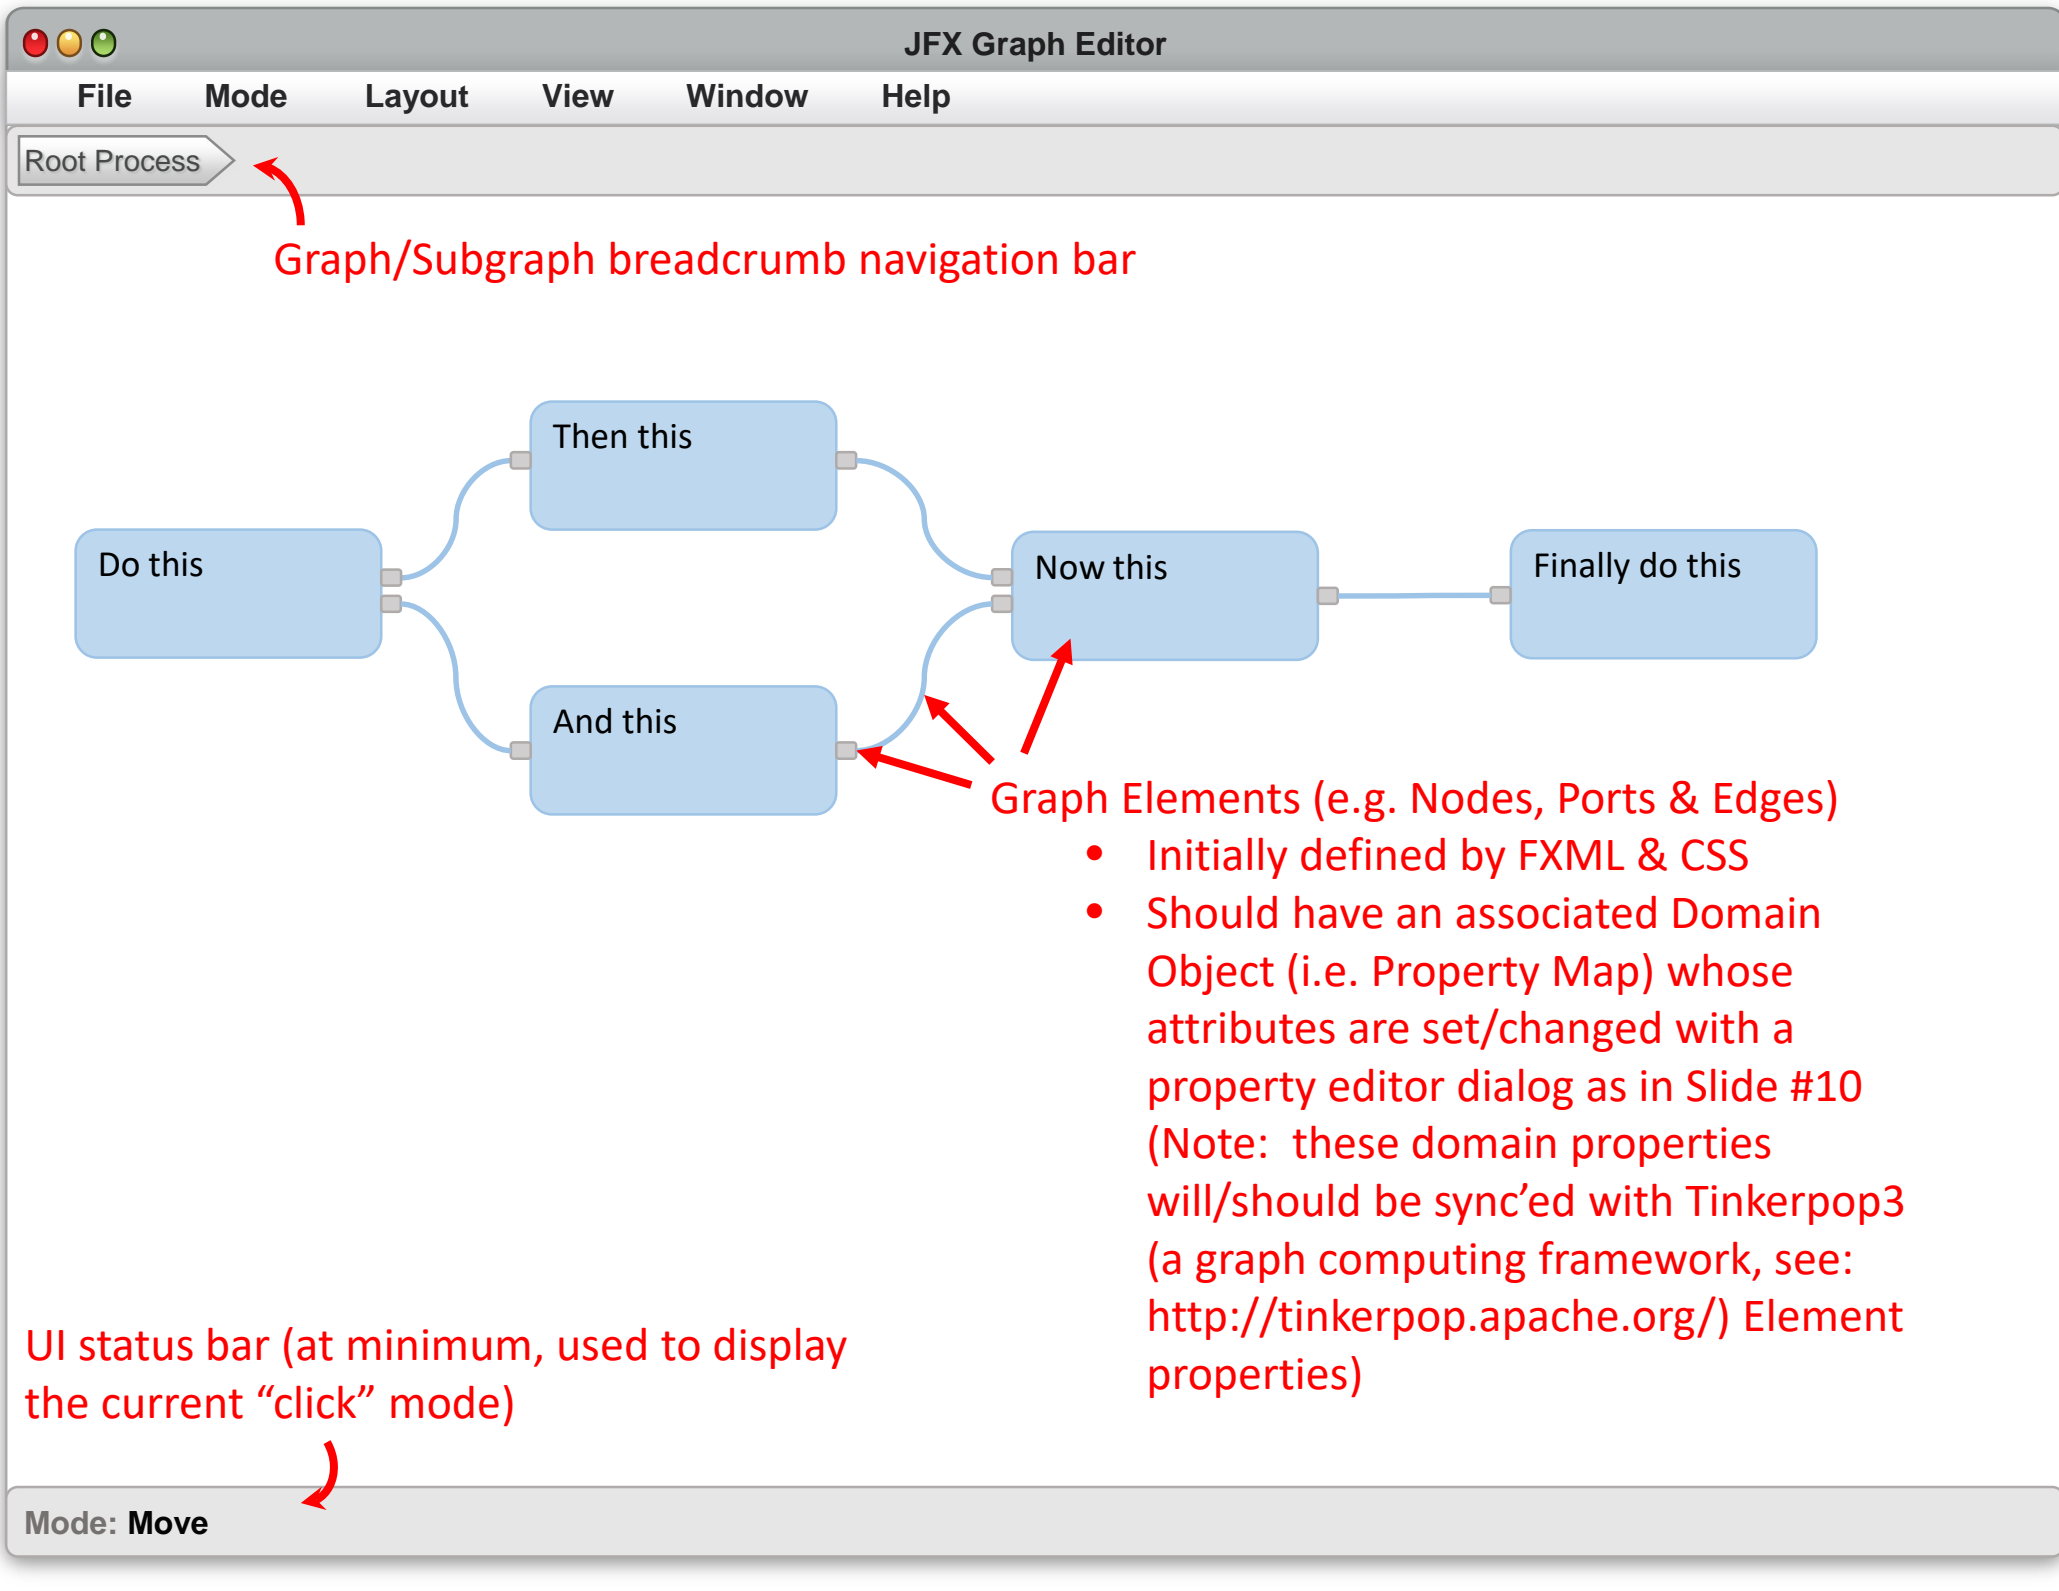 JFX Graph Editor
File Mode Layout View Window Help
Root Process
Graph/Subgraph breadcrumb navigation bar
Then this
Do this
Now this
Finally do this
And this
Graph Elements (e.g. Nodes, Ports & Edges)
• Initially defined by FXML & CSS
• Should have an associated Domain
Object (i.e. Property Map) whose
attributes are set/changed with a
property editor dialog as in Slide #10
(Note:  these domain properties
will/should be sync’ed with Tinkerpop3
(a graph computing framework, see:
http://tinkerpop.apache.org/) Element
properties)
UI status bar (at minimum, used to display
the current “click” mode)
Mode: Move